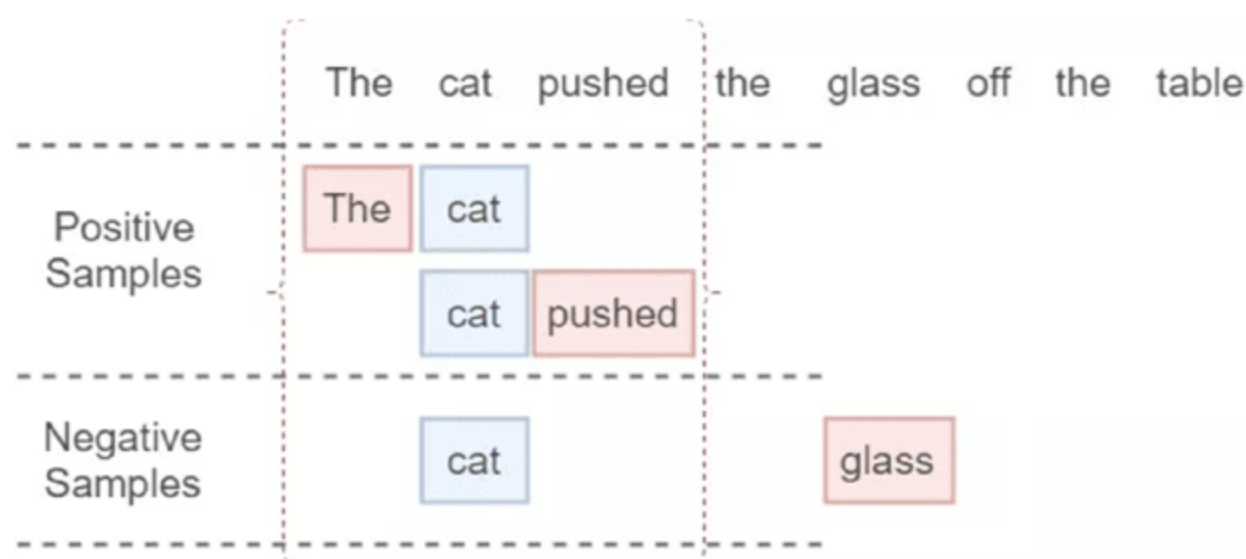 The cat pushed the glass off the table
Positive
Samples
The cat
cat pushed
Negative
Samples
cat glass